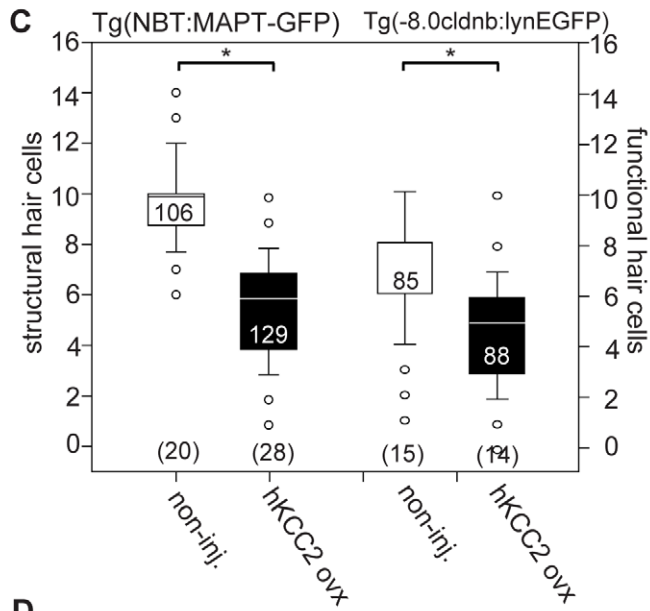 C
Tg(NBT:MAPT-GFP) Tg(-8.0cldnb:lynEGFP)
16 16
* *
14 14
12 12
10 10
8 8
6 6
4 4
2 2
0 0
structural hair cells
functional hair cells
106
129
85
88
(20) (28) (15) (14)
non-inj.
hKCC2 ovx
non-inj.
hKCC2 ovx
D